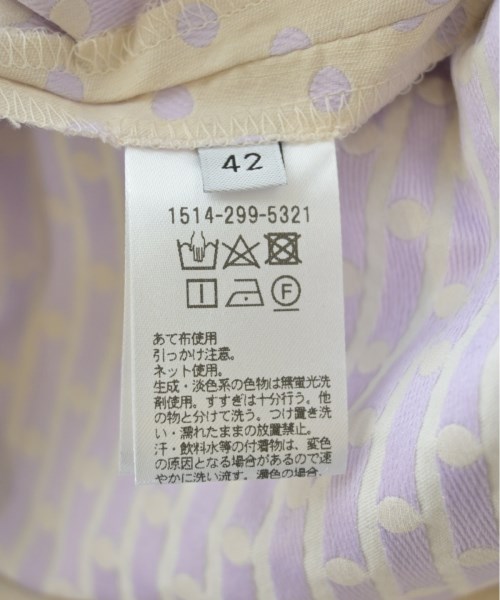 42
1514-299-5321
F
あて布使用
引っかけ注意。
ネット使用。
生成・淡色系の色物は無蛍光洗
剤使用。すすぎは十分行う。他
の物と分けて洗う。つけ置き洗
い・濡れたままの放置禁止。
汗・飲料水等の付着物は、変色
の原因となる場合があるので速
やかに洗い流す。濃色の場合、